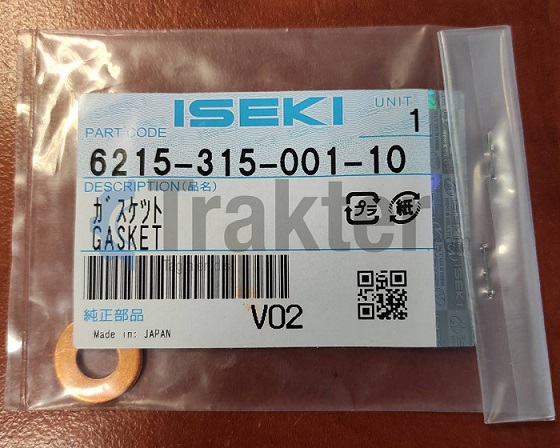 ISEKI
UNIT
1
PART CODE
6215-315-001-10
DESCRIPTION(品名)
ガスケット
GASKET
プラ
紙
Trakter
純正部品
V02
Made in: JAPAN